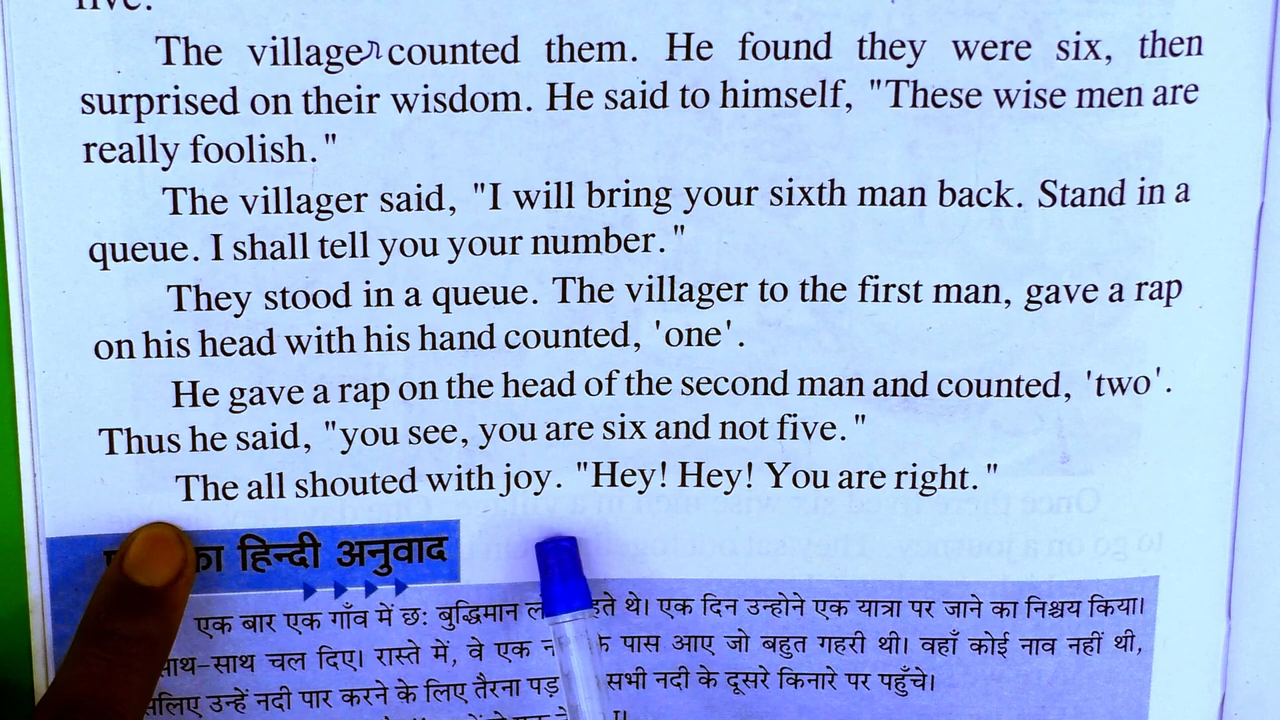 five.
The villager counted them. He found they were six, then
surprised on their wisdom. He said to himself, "These wise men are
really foolish."
The villager said, "I will bring your sixth man back. Stand in a
queue. I shall tell you your number."
They stood in a queue. The villager to the first man, gave a rap
on his head with his hand counted, 'one'.
He gave a rap on the head of the second man and counted, 'two'.
Thus he said, "you see, you are six and not five."
The all shouted with joy. "Hey! Hey! You are right."
का हिन्दी अनुवाद
एक बार एक गाँव में छः बुद्धिमान थे। एक दिन उन्होने एक यात्रा पर जाने का निश्चय किया।
साथ-साथ चल दिए। रास्ते में, वे एक पास आए जो बहुत गहरी थी। वहाँ कोई नाव नहीं थी,
उन्हें नदी पार करने के लिए तैरना सभी नदी के दूसरे किनारे पर पहुँचे।